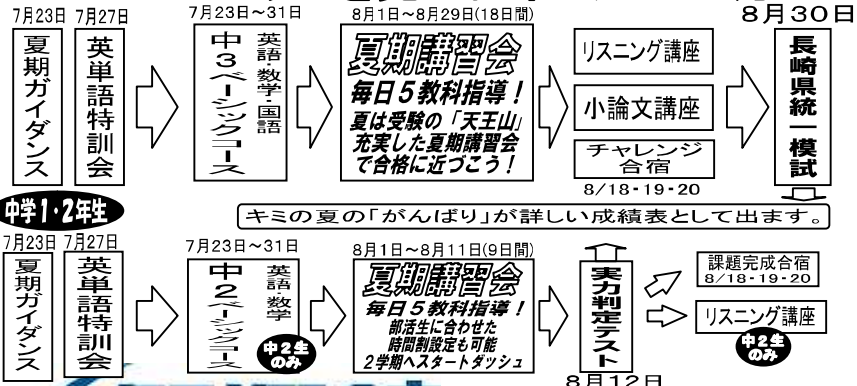 7月23日
夏期ガイダンス
7月27日
英単語特訓会
7月23日～31日
英語・数学・国語
中3ベーシックコース
8月1日～8月29日(18日間)
夏期講習会
毎日5教科指導！
夏は受験の「天王山」
充実した夏期講習会
で合格に近づこう！
リスニング講座
小論文講座
チャレンジ
合宿
8/18・19・20
8月30日
長崎県統一模試
キミの夏の「がんばり」が詳しい成績表として出ます。
中学1・2年生
7月23日
夏期ガイダンス
7月27日
英単語特訓会
7月23日～31日
英語・数学
中2ベーシックコース
中2生
のみ
8月1日～8月11日(9日間)
夏期講習会
毎日5教科指導！
部活生に合わせた
時間割設定も可能
2学期へスタートダッシュ
実力判定テスト
8月12日
課題完成合宿
8/18・19・20
リスニング講座
中2生
のみ